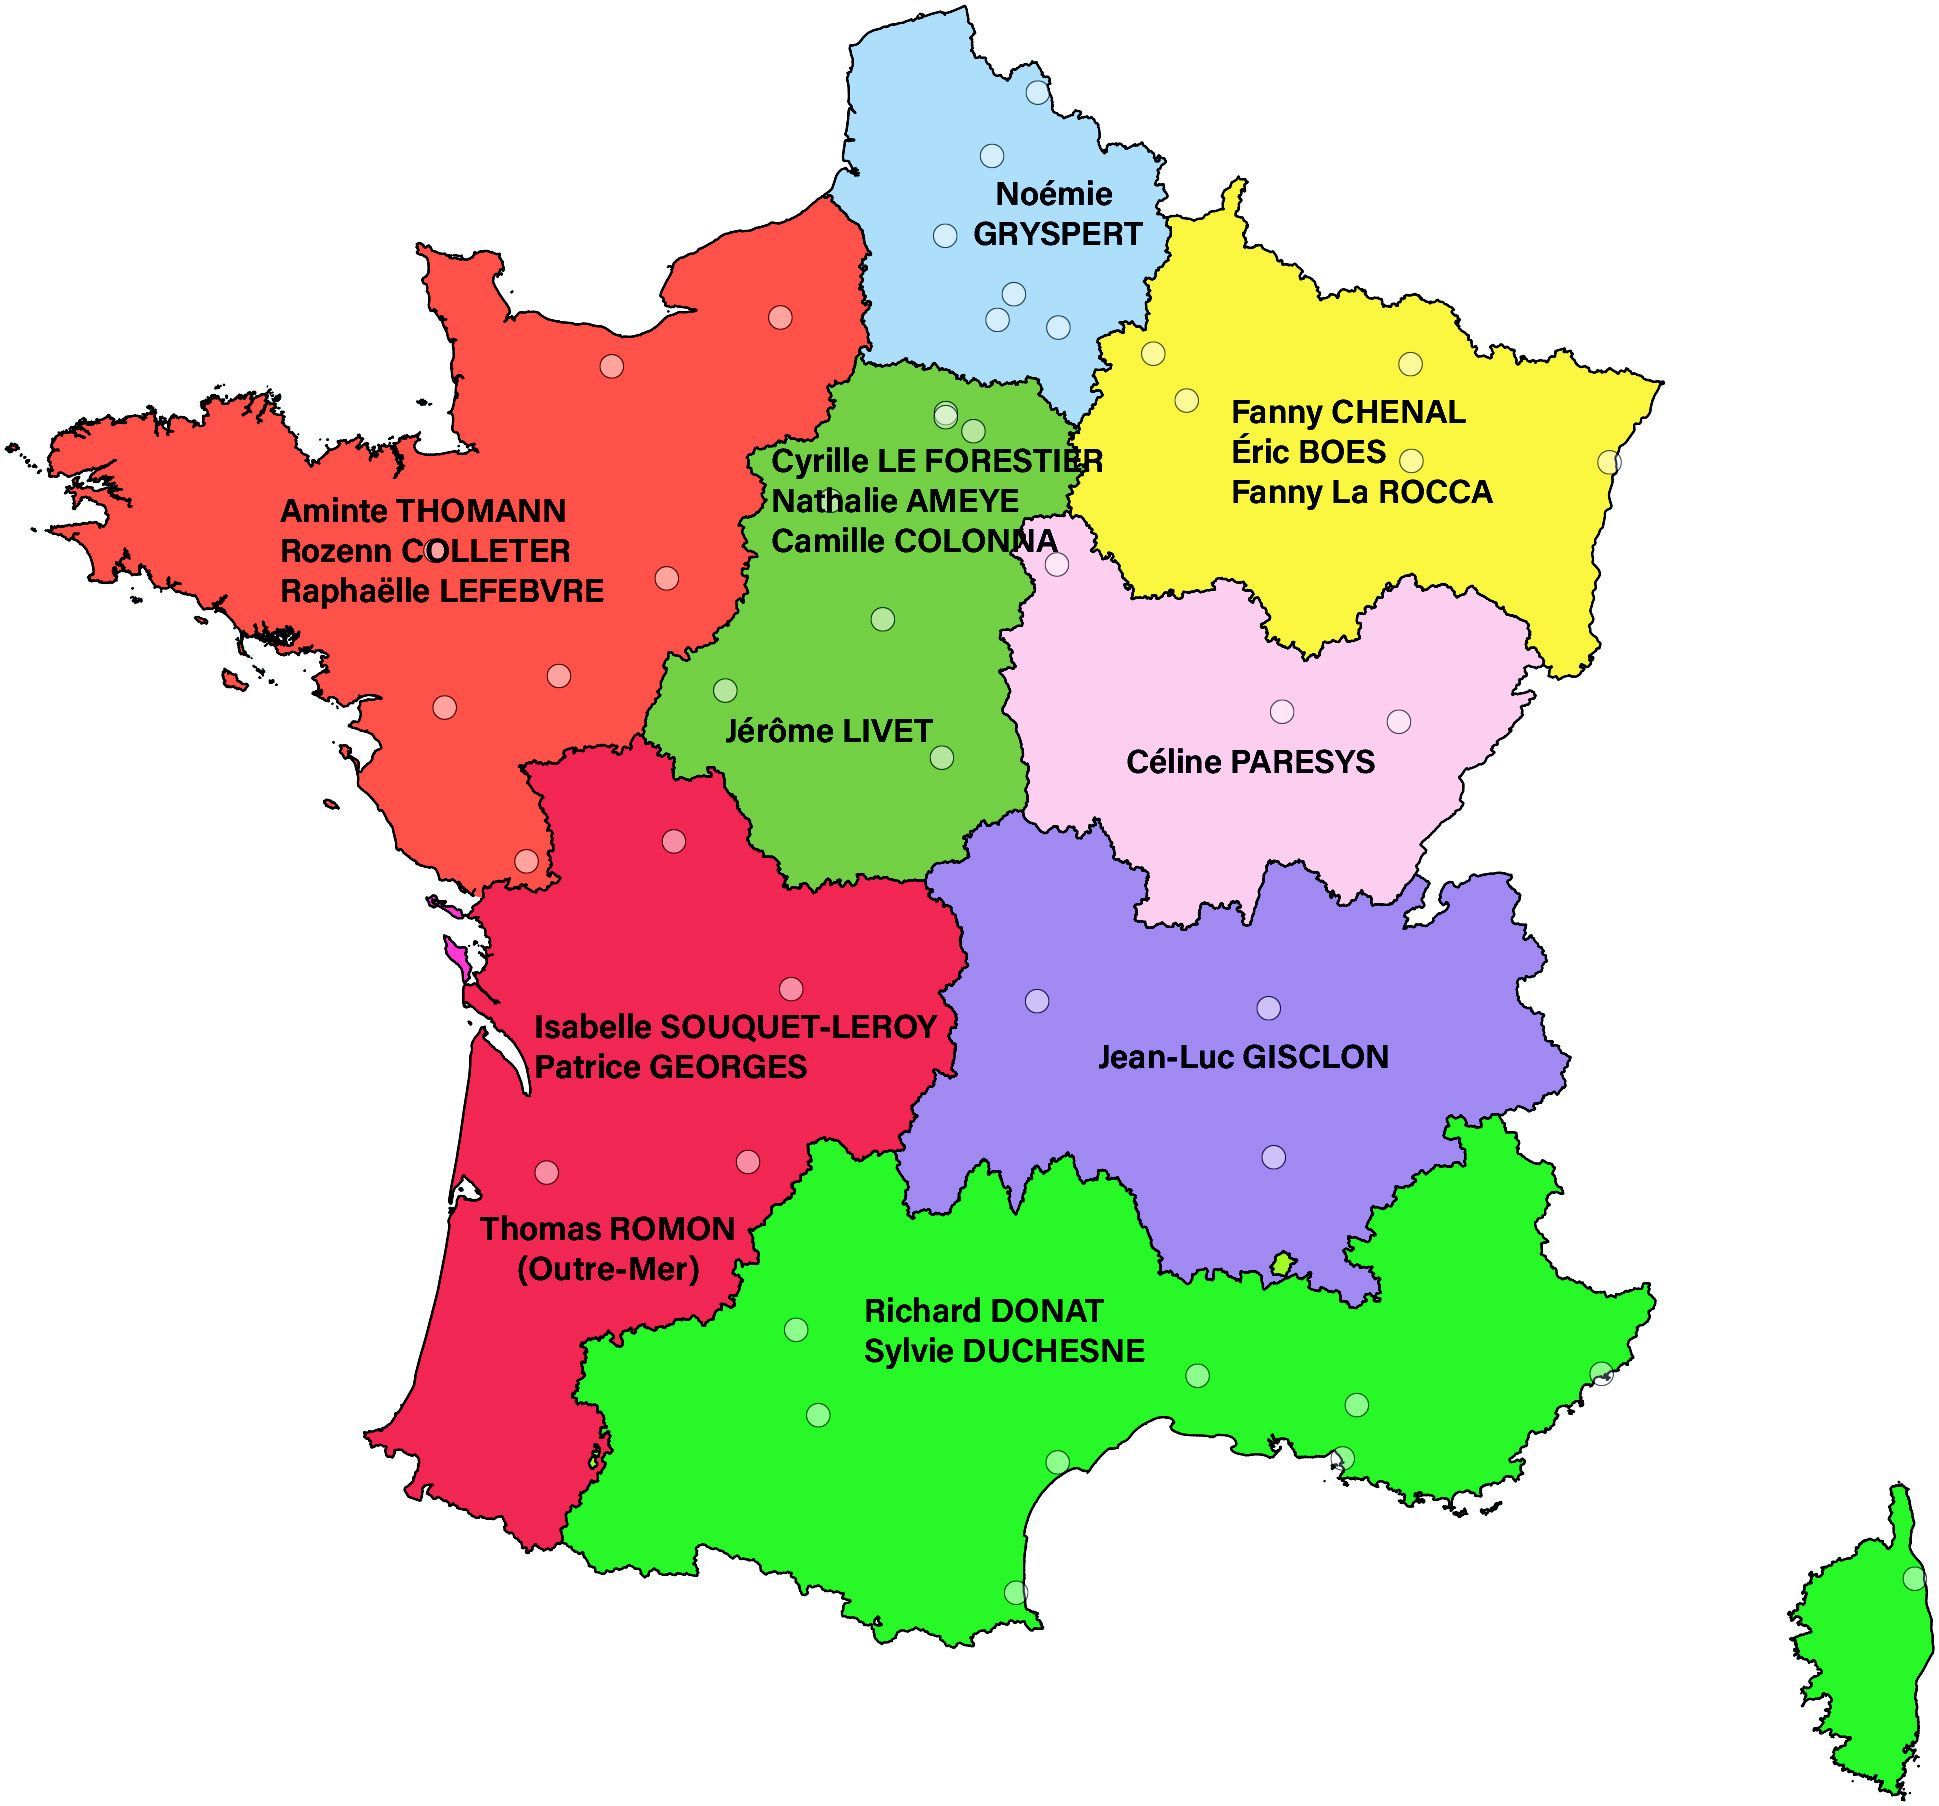 Noémie
GRYSPERT
Fanny CHENAL
Éric BOES
Fanny La ROCCA
Cyrille LE FORESTIER
Nathalie AMEYE
Camille COLONNA
Aminte THOMANN
Rozenn COLLETER
Raphaëlle LEFEBVRE
Jérôme LIVET
Céline PARESYS
Isabelle SOUQUET-LEROY
Patrice GEORGES
Jean-Luc GISCLON
Thomas ROMON
(Outre-Mer)
Richard DONAT
Sylvie DUCHESNE